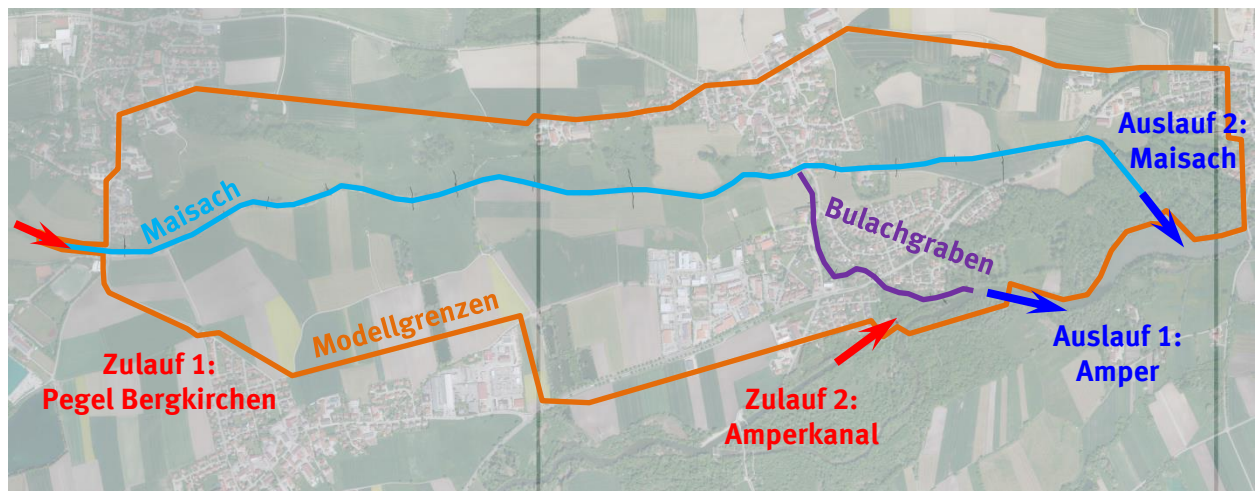 Auslauf 2:
Maisach
Maisach
Bulachgraben
Modellgrenzen
Zulauf 1:
Pegel Bergkirchen
Auslauf 1:
Amper
Zulauf 2:
Amperkanal